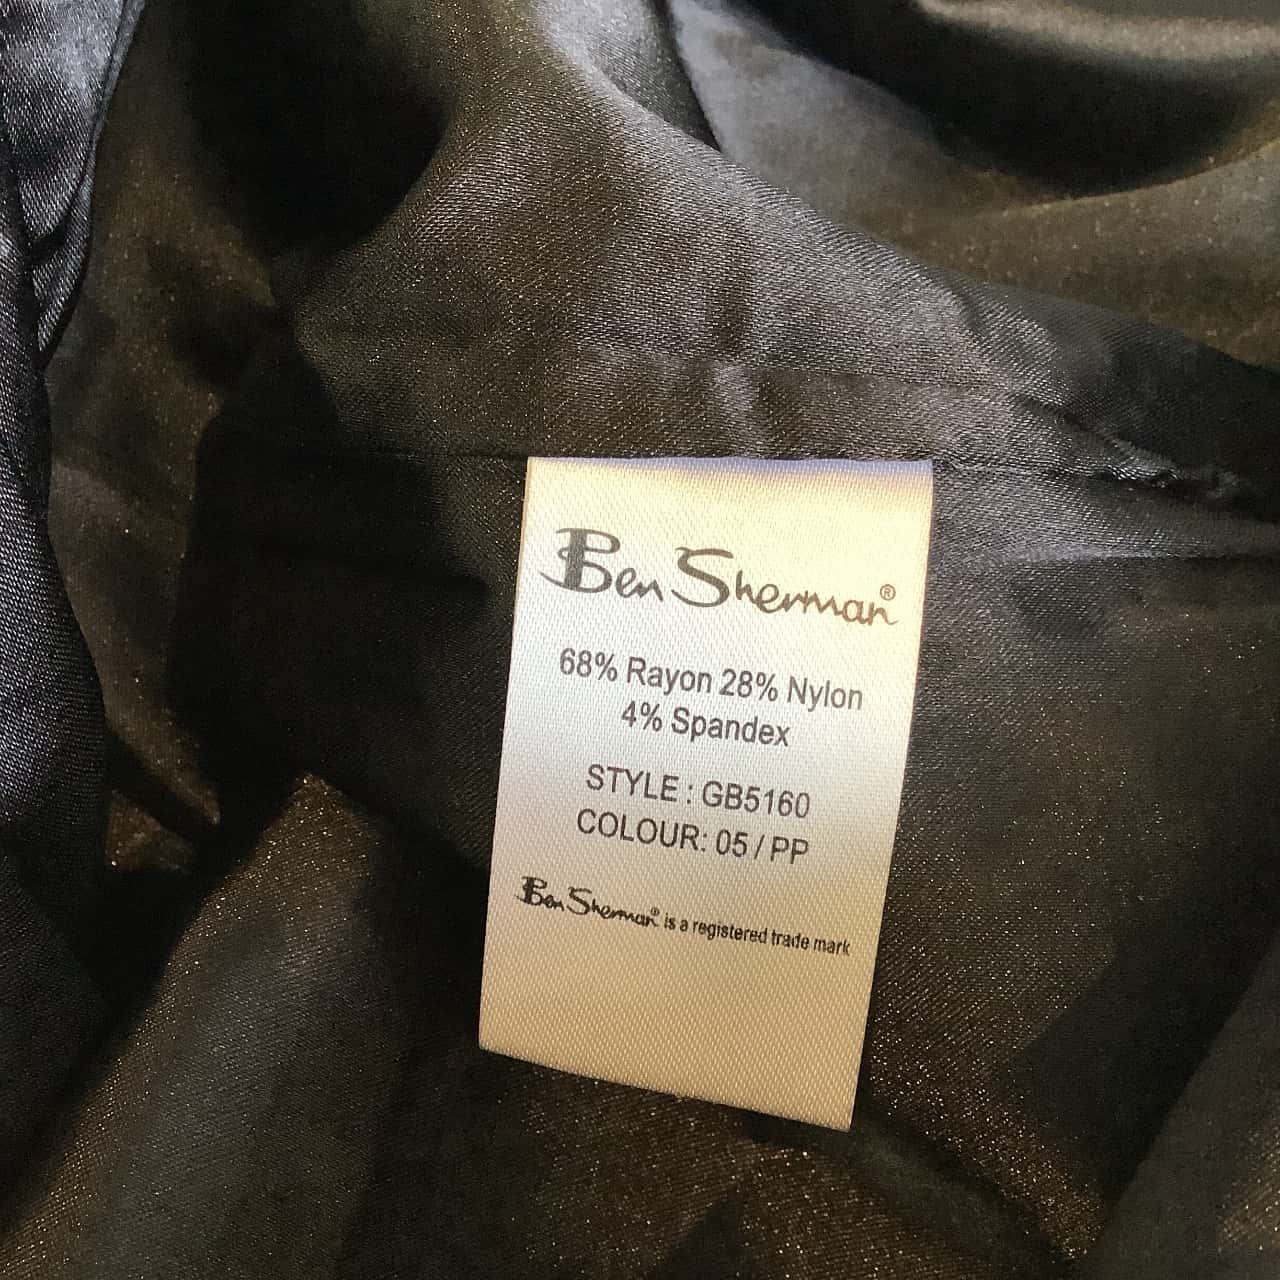 Ben Sherman®
68% Rayon 28% Nylon
4% Spandex
STYLE : GB5160
COLOUR: 05 / PP
Ben Sherman® is a registered trade mark